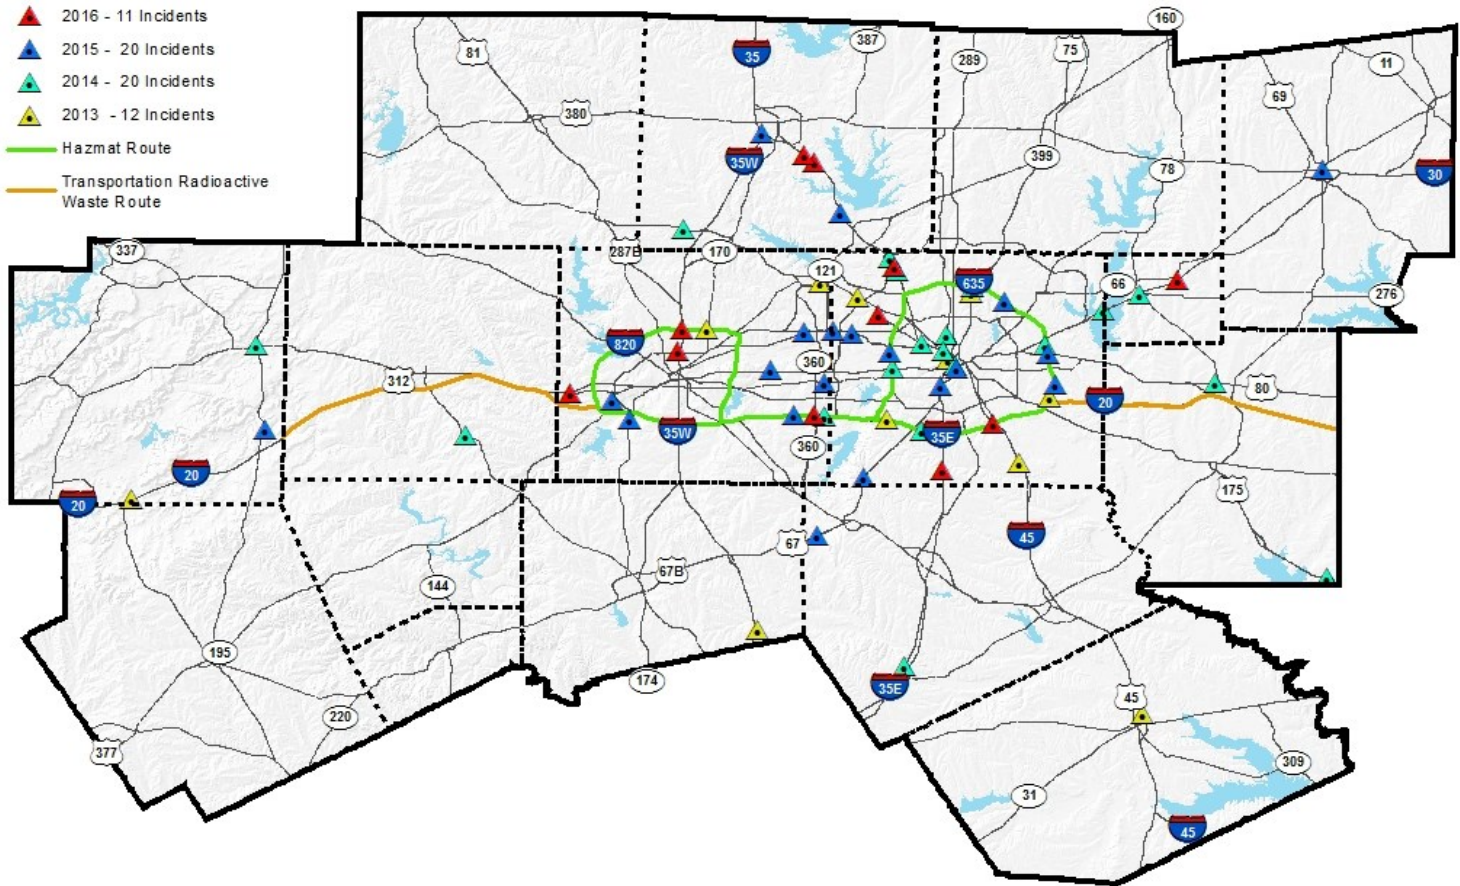 2016 - 11 Incidents
2015 - 20 Incidents
2014 - 20 Incidents
2013 - 12 Incidents
Hazmat Route
Transportation Radioactive
Waste Route
160
81
35
387
289
75
11
69
380
35W
399
78
30
337
287B
170
121
635
66
276
820
312
360
80
20
35W
35E
360
20
20
175
45
67
67B
144
195
174
35E
45
220
377
309
31
45